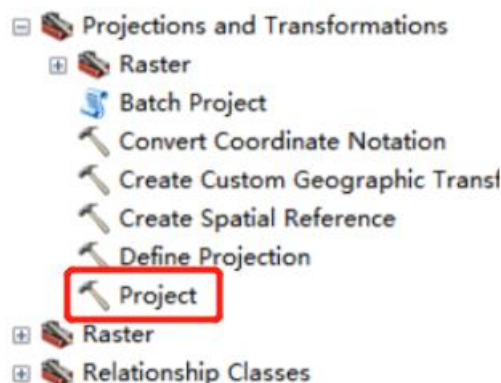 Projections and Transformations
Raster
Batch Project
Convert Coordinate Notation
Create Custom Geographic Transf
Create Spatial Reference
Define Projection
Project
Raster
Relationship Classes